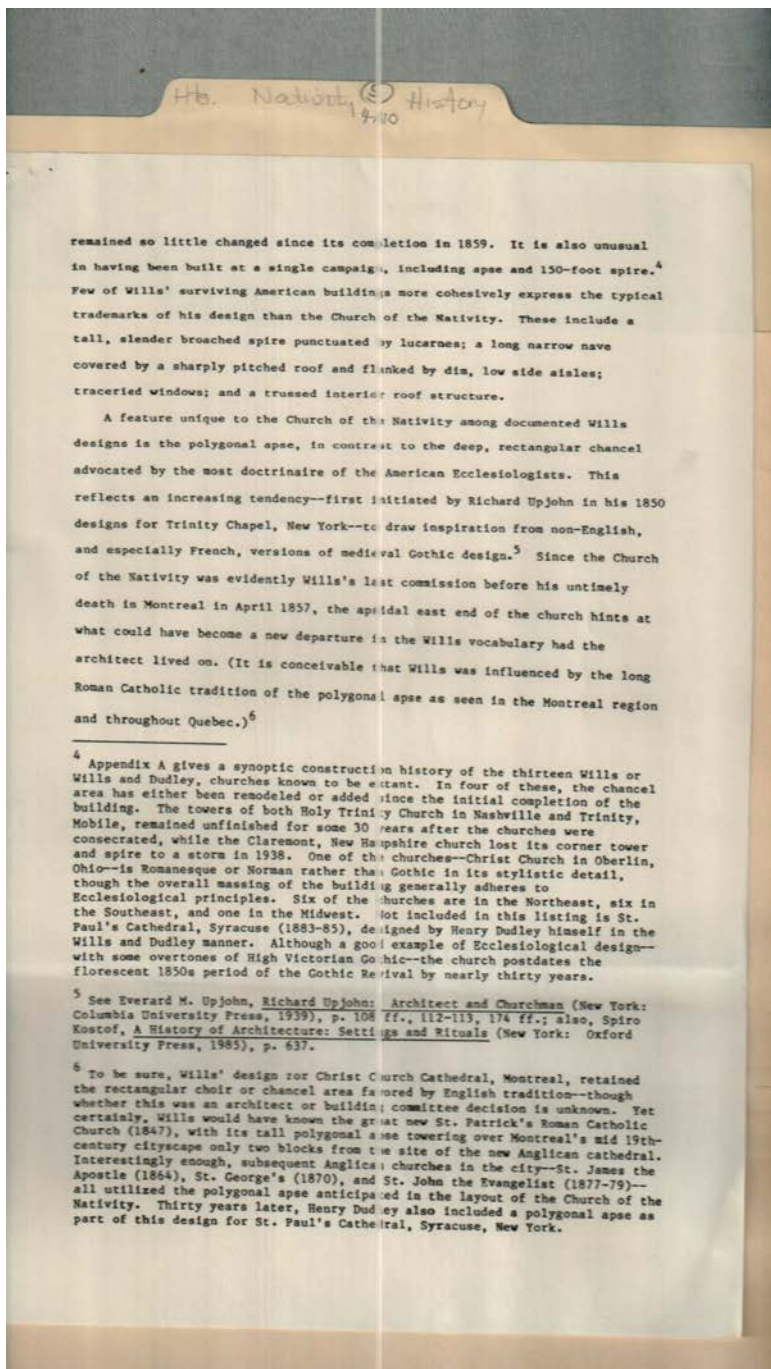 Hb. Nativity (5) History
remained so little changed since its completion in 1859.  It is also unusual
in having been built at a single campaign, including apse and 150-foot spire.4
Few of Wills' surviving American buildings more cohesively express the typical
trademarks of his design than the Church of the Nativity.  These include a
tall, slender broached spire punctuated by lucarnes; a long narrow nave
covered by a sharply pitched roof and flanked by dim, low side aisles;
traceried windows; and a trussed interior roof structure.
A feature unique to the Church of the Nativity among documented Wills
designs is the polygonal apse, in contrast to the deep, rectangular chancel
advocated by the most doctrinaire of the American Ecclesiologists.  This
reflects an increasing tendency--first initiated by Richard Upjohn in his 1850
designs for Trinity Chapel, New York--to draw inspiration from non-English,
and especially French, versions of medieval Gothic design.5  Since the Church
of the Nativity was evidently Wills's last commission before his untimely
death in Montreal in April 1857, the apsidal east end of the church hints at
what could have become a new departure in the Wills vocabulary had the
architect lived on. (It is conceivable that Wills was influenced by the long
Roman Catholic tradition of the polygonal apse as seen in the Montreal region
and throughout Quebec.)6
4
Appendix A gives a synoptic construction history of the thirteen Wills or
Wills and Dudley, churches known to be extant.  In four of these, the chancel
area has either been remodeled or added since the initial completion of the
building.  The towers of both Holy Trinity Church in Nashville and Trinity,
Mobile, remained unfinished for some 30 years after the churches were
consecrated, while the Claremont, New Hampshire church lost its corner tower
and spire to a storm in 1938.  One of the churches--Christ Church in Oberlin,
Ohio--is Romanesque or Norman rather than Gothic in its stylistic detail,
though the overall massing of the building generally adheres to
Ecclesiological principles.  Six of the churches are in the Northeast, six in
the Southeast, and one in the Midwest.  Not included in this listing is St.
Paul's Cathedral, Syracuse (1883-85), designed by Henry Dudley himself in the
Wills and Dudley manner.  Although a good example of Ecclesiological design--
with some overtones of High Victorian Gothic--the church postdates the
florescent 1850s period of the Gothic Revival by nearly thirty years.
5 See Everard M. Upjohn, Richard Upjohn:  Architect and Churchman (New York:
Columbia University Press, 1939), p. 108 ff., 112-113, 174 ff.; also, Spiro
Kostof, A History of Architecture: Settings and Rituals (New York:  Oxford
University Press, 1985), p. 637.
6 To be sure, Wills' design for Christ Church Cathedral, Montreal, retained
the rectangular choir or chancel area favored by English tradition--though
whether this was an architect or building committee decision is unknown.  Yet
certainly, Wills would have known the great new St. Patrick's Roman Catholic
Church (1847), with its tall polygonal apse towering over Montreal's mid 19th-
century cityscape only two blocks from the site of the new Anglican cathedral.
Interestingly enough, subsequent Anglican churches in the city--St. James the
Apostle (1864), St. George's (1870), and St. John the Evangelist (1877-79)--
all utilized the polygonal apse anticipated in the layout of the Church of the
Nativity.  Thirty years later, Henry Dudley also included a polygonal apse as
part of this design for St. Paul's Cathedral, Syracuse, New York.